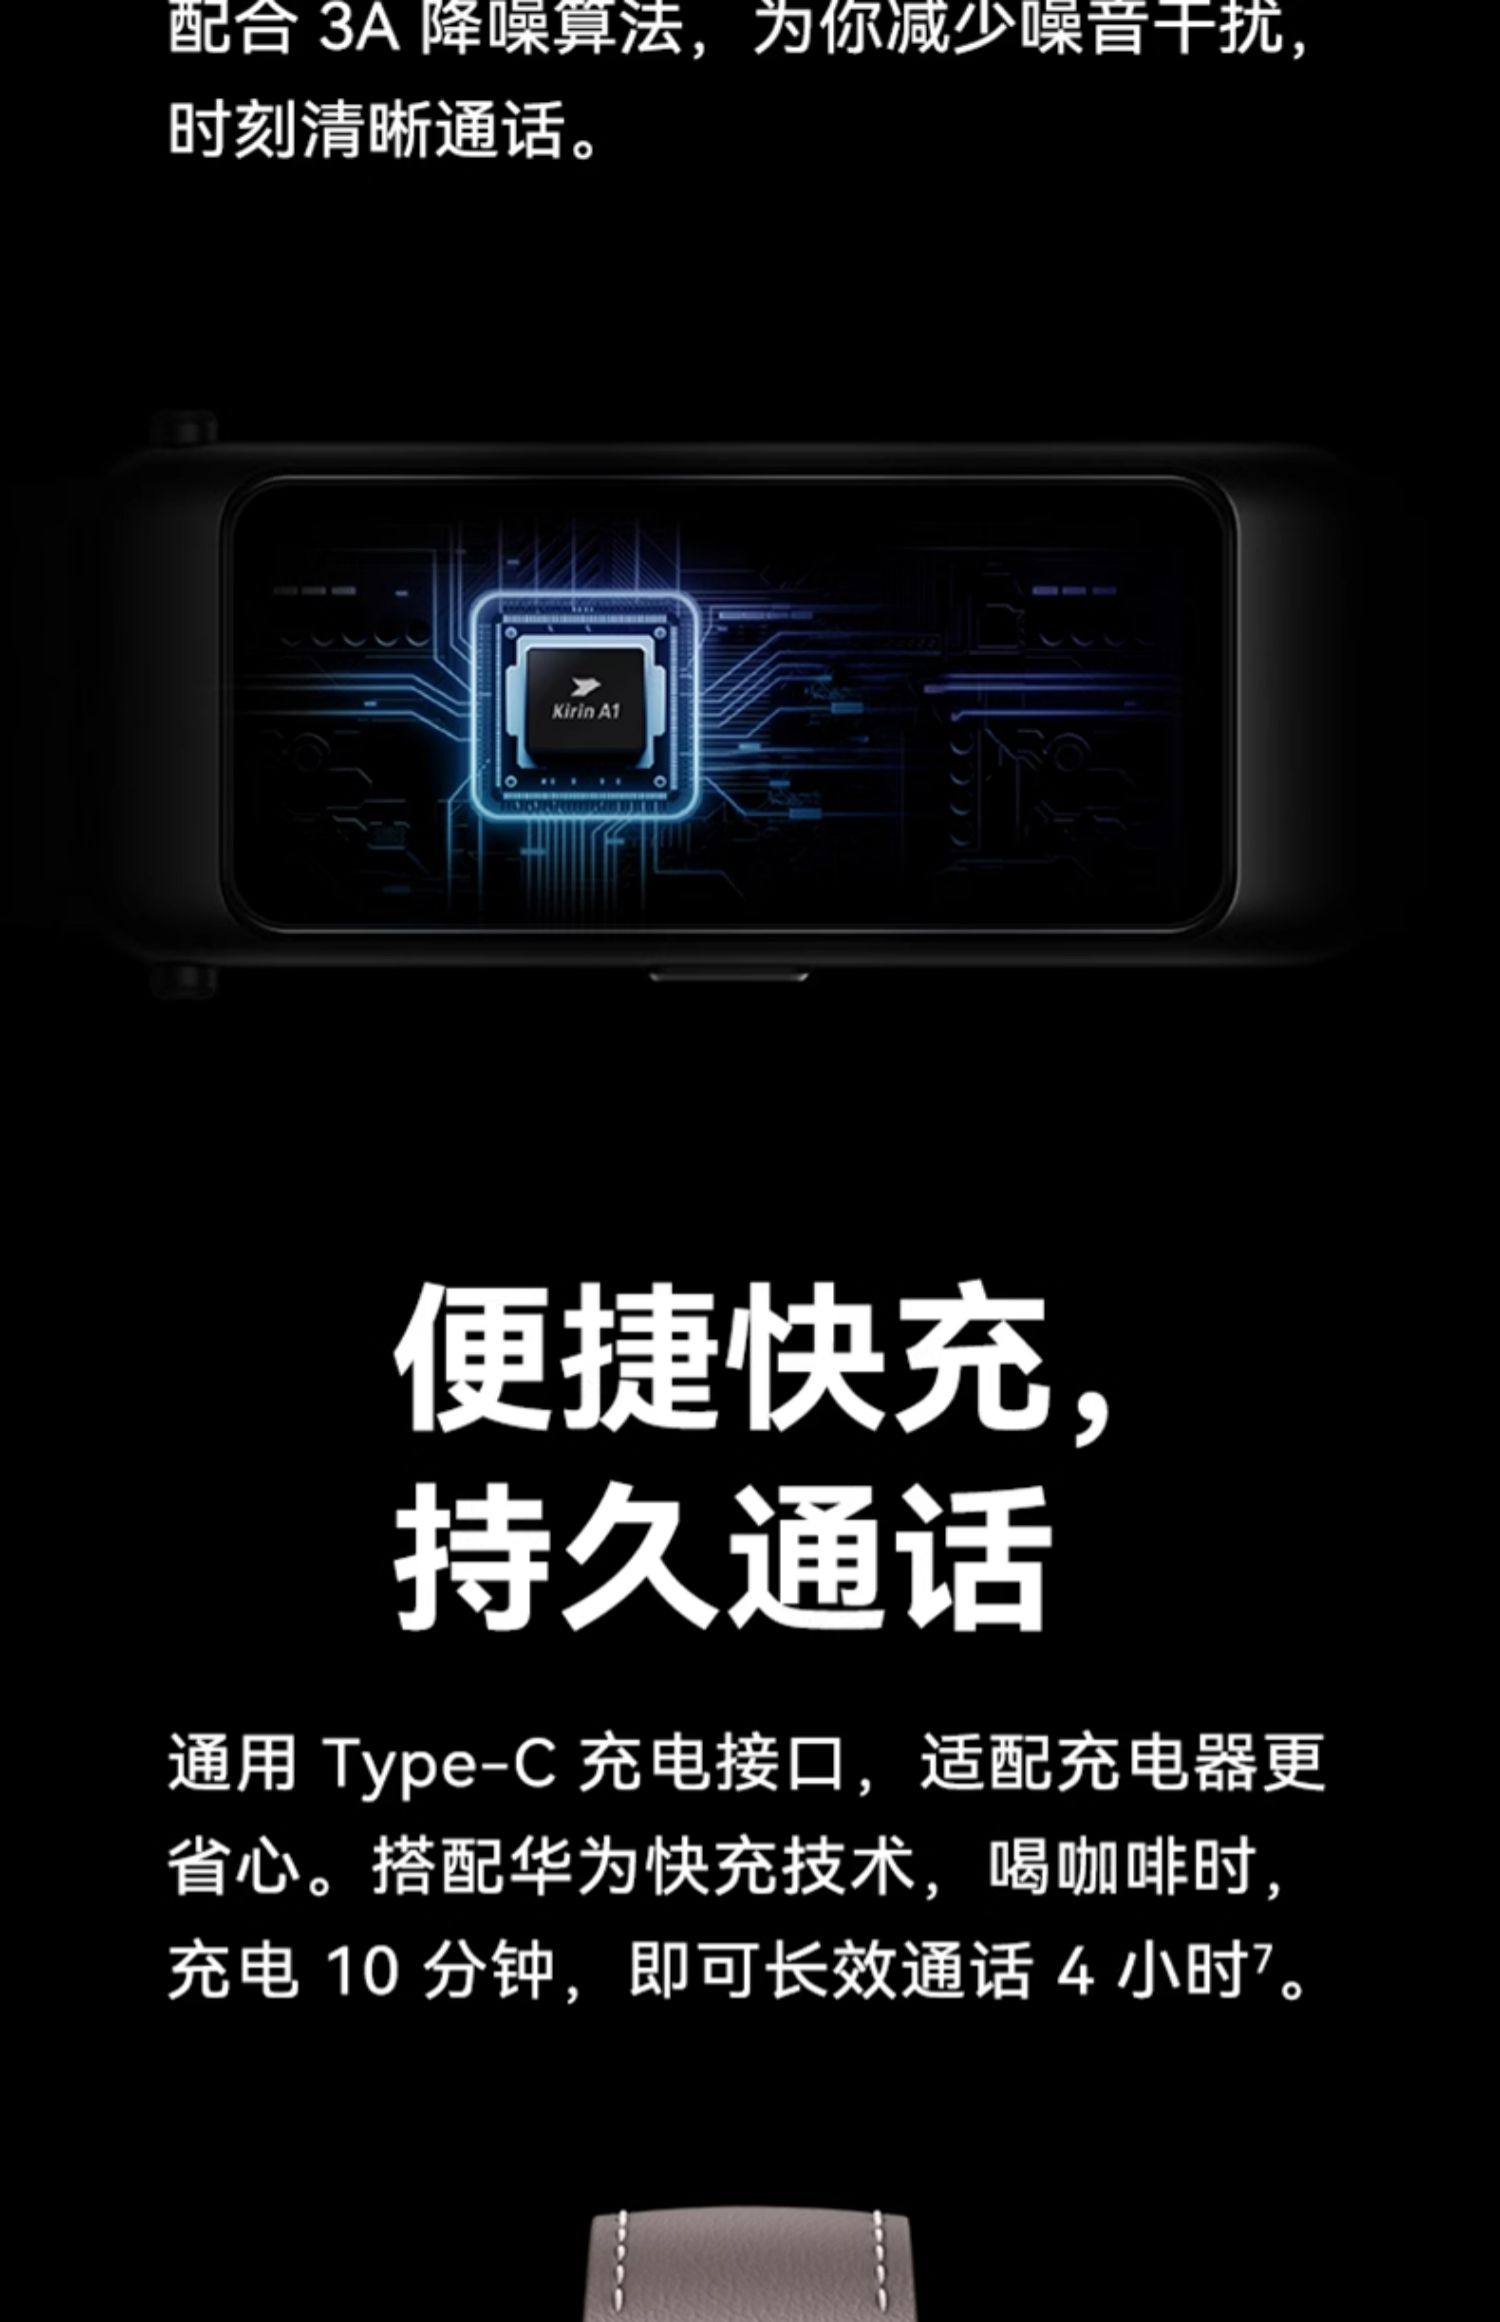 配合 3A 降噪算法，为你减少噪音干扰，
时刻清晰通话。
Kirin A1
便捷快充，
持久通话
通用 Type-C 充电接口，适配充电器更
省心。搭配华为快充技术，喝咖啡时，
充电 10 分钟，即可长效通话 4 小时⁷。